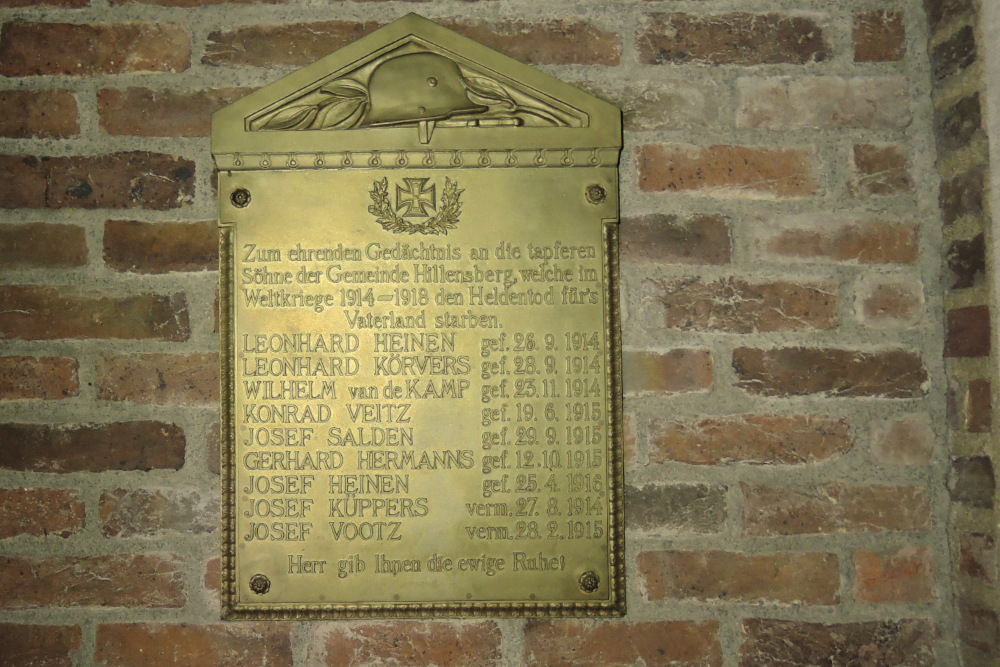 Zum ehrenden Gedächtnis an die tapferen
Söhne der Gemeinde Hillensberg, welche im
Weltkriege 1914—1918 den Heldentod für's
Vaterland starben.
LEONHARD HEINEN gef. 26. 9. 1914
LEONHARD KÖRVERS gef. 28. 9. 1914
WILHELM van de KAMP gef. 23. 11. 1914
KONRAD VEITZ gef. 19. 6. 1915
JOSEF SALDEN gef. 29. 9. 1915
GERHARD HERMANNS gef. 12. 10. 1915
JOSEF HEINEN gef. 25. 4. 1918
JOSEF KÜPPERS verm. 27. 8. 1914
JOSEF VOOTZ verm. 28. 2. 1915
Herr gib Ihnen die ewige Ruhe!